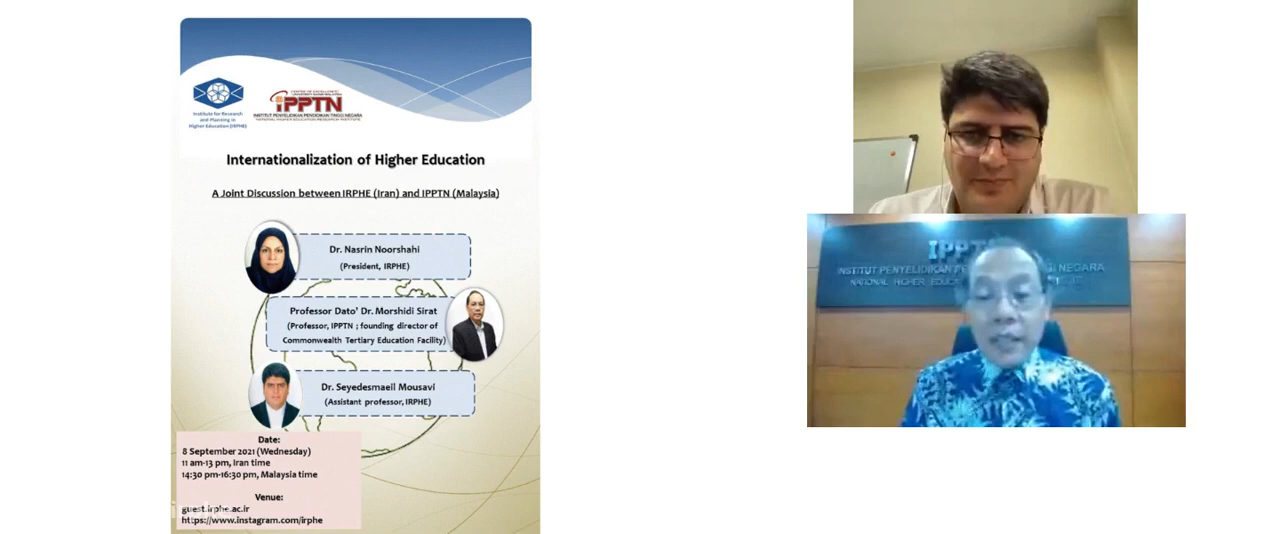 Institute for Research
and Planning in
Higher Education (IRPHE)
IPPTN
INSTITUT PENYELIDIKAN PENDIDIKAN TINGGI NEGARA
NATIONAL HIGHER EDUCATION RESEARCH INSTITUTE
Internationalization of Higher Education
A Joint Discussion between IRPHE (Iran) and IPPTN (Malaysia)
Dr. Nasrin Noorshahi
(President, IRPHE)
Professor Dato' Dr. Morshidi Sirat
(Professor, IPPTN ; founding director of
Commonwealth Tertiary Education Facility)
Dr. Seyedesmaeil Mousavi
(Assistant professor, IRPHE)
Date:
8 September 2021 (Wednesday)
11 am-13 pm, Iran time
14:30 pm-16:30 pm, Malaysia time
Venue:
guest.irphe.ac.ir
https://www.instagram.com/irphe
IPPT
INSTITUT PENYELIDIKAN NEGARA
NATIONAL HIGHER